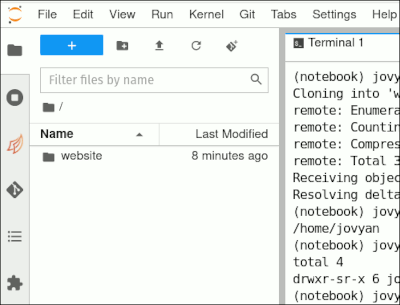 File Edit View Run Kernel Git Tabs Settings Help
Terminal 1
Filter files by name
/
Name Last Modified
website 8 minutes ago
(notebook) jovy
Cloning into 'w
remote: Enumera
remote: Countin
remote: Compres
remote: Total 3
Receiving objec
Resolving delta
(notebook) jovy
/home/jovyan
(notebook) jovy
total 4
drwxr-sr-x 6 jo
(notebook) jovy